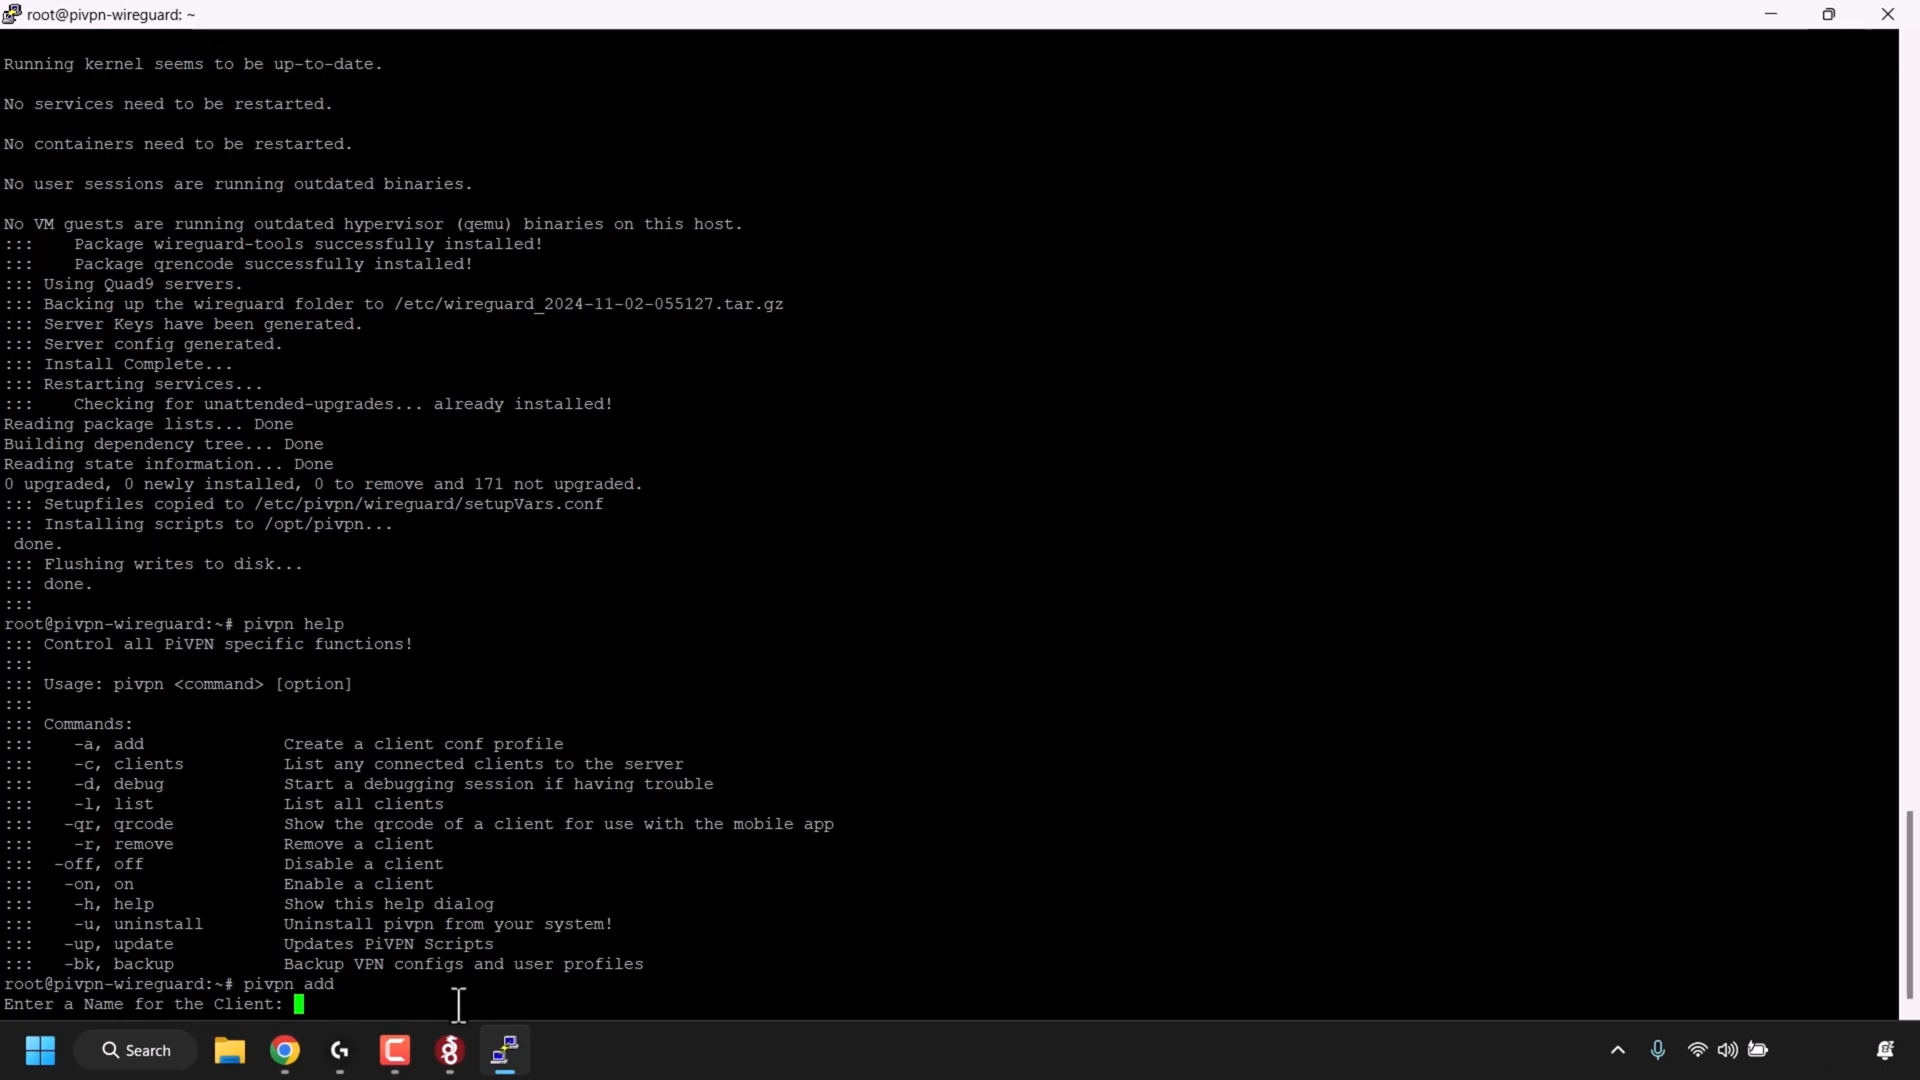 root@pivpn-wireguard: ~
Running kernel seems to be up-to-date.
No services need to be restarted.
No containers need to be restarted.
No user sessions are running outdated binaries.
No VM guests are running outdated hypervisor (qemu) binaries on this host.
:::    Package wireguard-tools successfully installed!
:::    Package qrencode successfully installed!
::: Using Quad9 servers.
::: Backing up the wireguard folder to /etc/wireguard_2024-11-02-055127.tar.gz
::: Server Keys have been generated.
::: Server config generated.
::: Install Complete...
::: Restarting services...
:::    Checking for unattended-upgrades... already installed!
Reading package lists... Done
Building dependency tree... Done
Reading state information... Done
0 upgraded, 0 newly installed, 0 to remove and 171 not upgraded.
::: Setupfiles copied to /etc/pivpn/wireguard/setupVars.conf
::: Installing scripts to /opt/pivpn...
 done.
::: Flushing writes to disk...
::: done.
:::
root@pivpn-wireguard:~# pivpn help
::: Control all PiVPN specific functions!
:::
::: Usage: pivpn <command> [option]
:::
::: Commands:
:::    -a, add              Create a client conf profile
:::    -c, clients          List any connected clients to the server
:::    -d, debug            Start a debugging session if having trouble
:::    -l, list             List all clients
:::   -qr, qrcode           Show the qrcode of a client for use with the mobile app
:::    -r, remove           Remove a client
:::  -off, off              Disable a client
:::   -on, on               Enable a client
:::    -h, help             Show this help dialog
:::    -u, uninstall        Uninstall pivpn from your system!
:::   -up, update           Updates PiVPN Scripts
:::   -bk, backup           Backup VPN configs and user profiles
root@pivpn-wireguard:~# pivpn add
Enter a Name for the Client:
Search